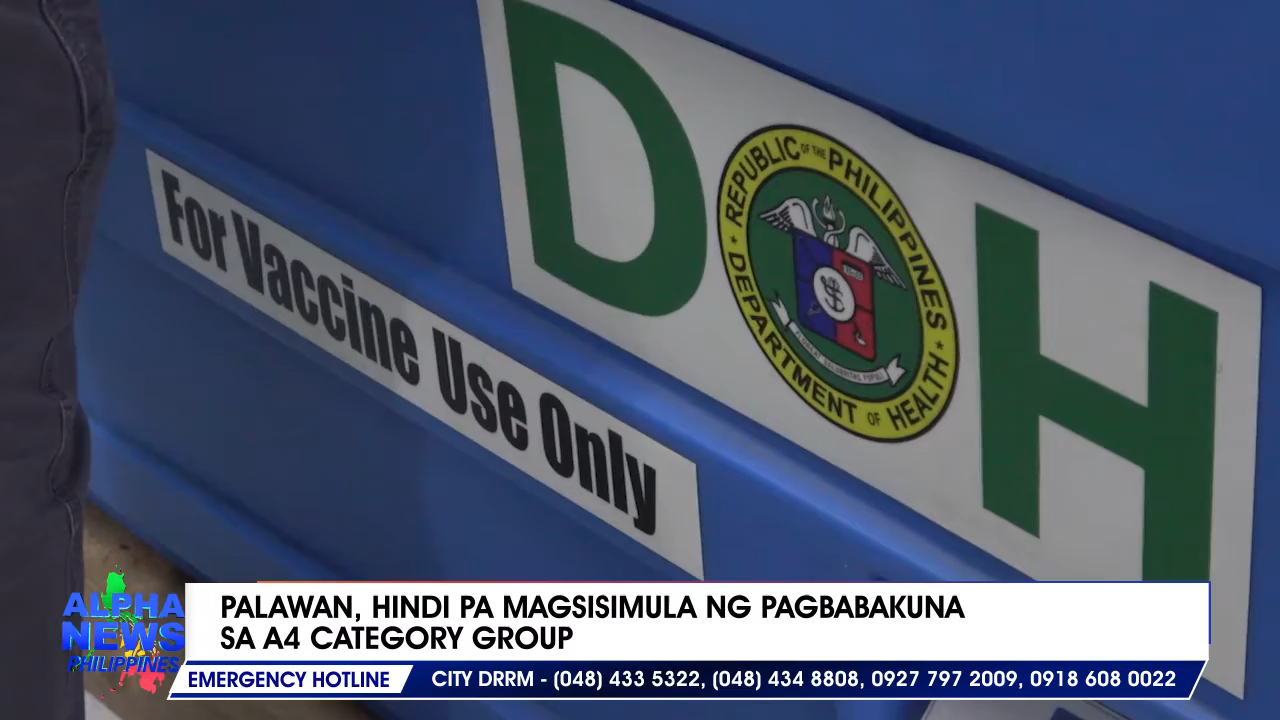 DOH
REPUBLIC OF THE PHILIPPINES
DEPARTMENT OF HEALTH
For Vaccine Use Only
PALAWAN, HINDI PA MAGSISIMULA NG PAGBABAKUNA
SA A4 CATEGORY GROUP
ALPHA
NEWS
PHILIPPINES
EMERGENCY HOTLINE
CITY DRRM - (048) 433 5322, (048) 434 8808, 0927 797 2009, 0918 608 0022